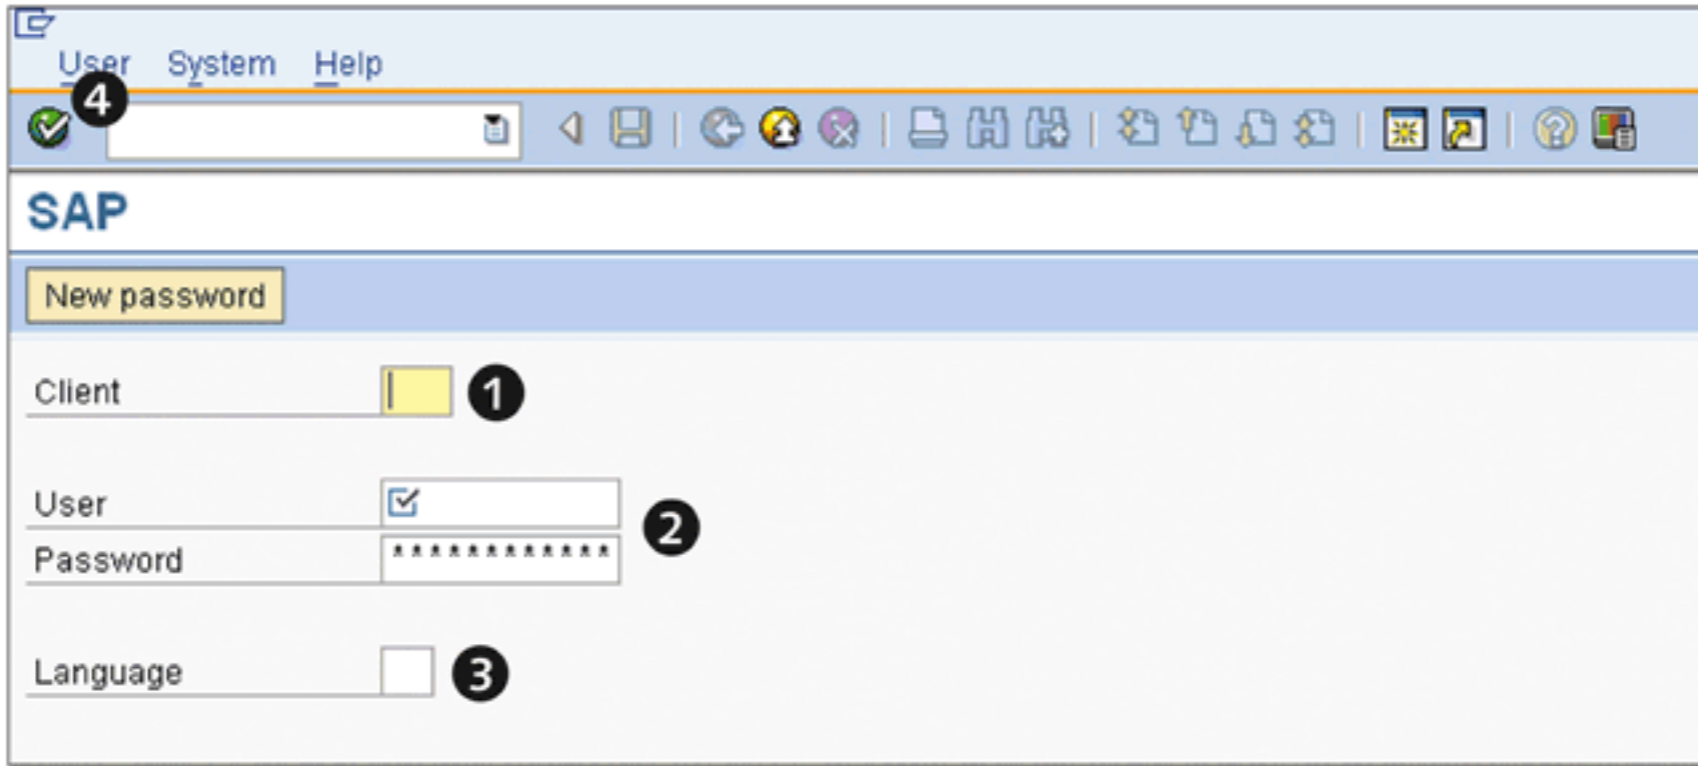 User System Help
4
SAP
New password
Client 1
User
2
Password ************
Language 3